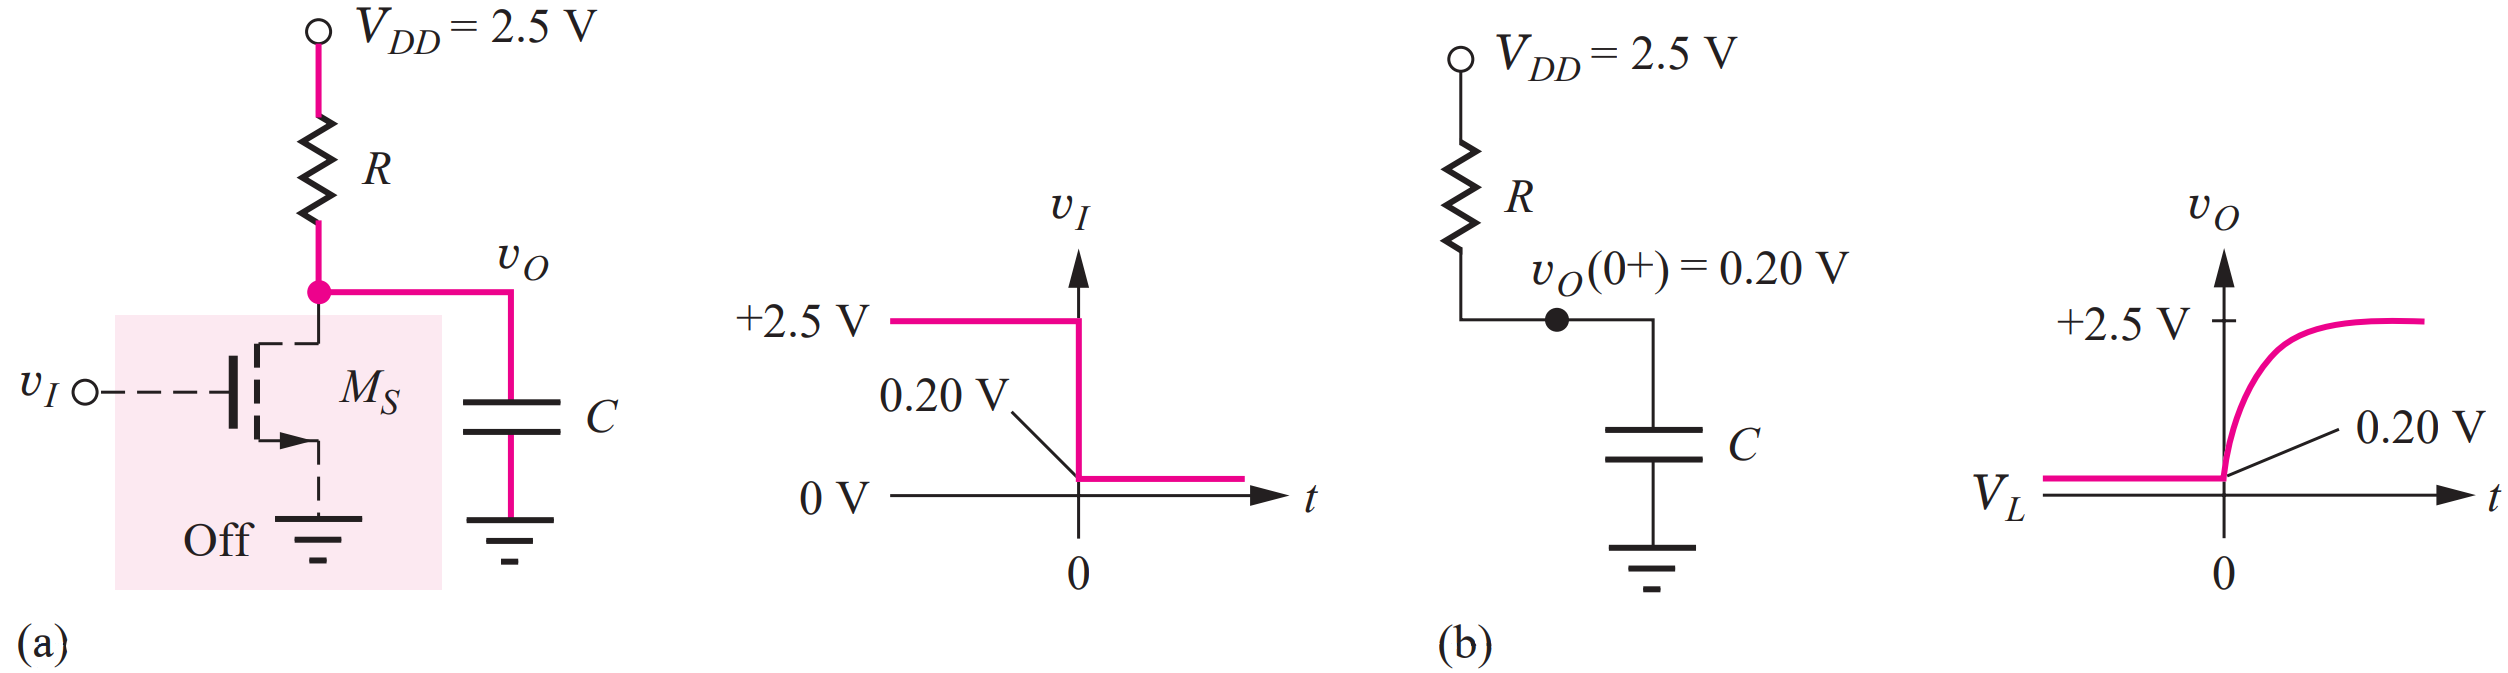 V_DD = 2.5 V
R
v_O
v_I
M_S
C
Off
(a)
v_I
+2.5 V
0.20 V
0 V
t
0
V_DD = 2.5 V
R
v_O(0+) = 0.20 V
C
(b)
v_O
+2.5 V
0.20 V
V_L
t
0